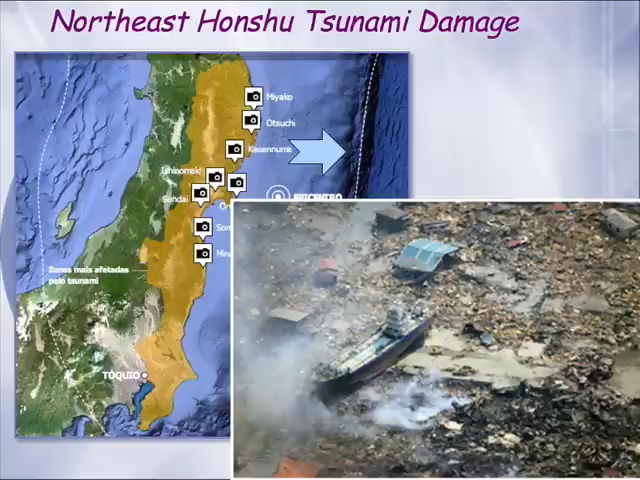 Northeast Honshu Tsunami Damage
Miyako
Otsuchi
Kesennuma
Ishinomaki
Sendai
EPICENTRO
Zonas mais afetadas
pelo tsunami
TÓQUIO